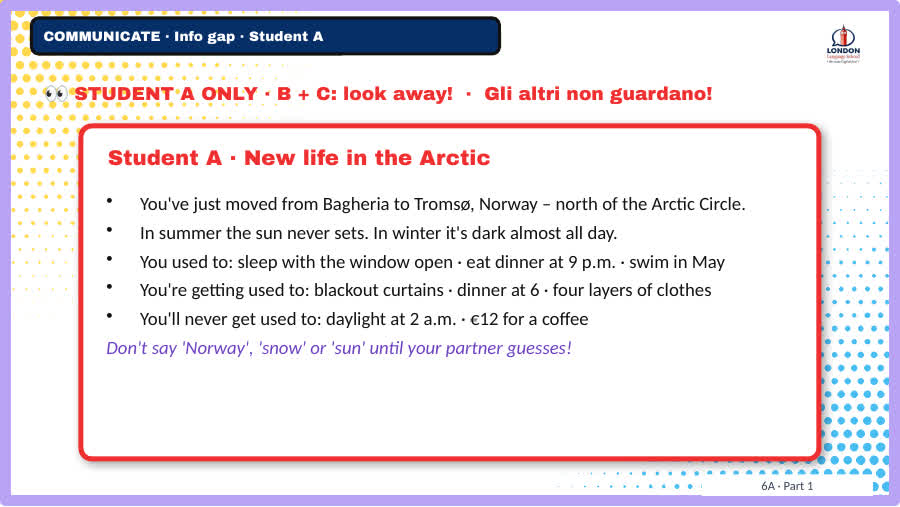 COMMUNICATE · Info gap · Student A
LONDON
Language School
👀 STUDENT A ONLY · B + C: look away!  ·  Gli altri non guardano!
Student A · New life in the Arctic
• You've just moved from Bagheria to Tromsø, Norway – north of the Arctic Circle.
• In summer the sun never sets. In winter it's dark almost all day.
• You used to: sleep with the window open · eat dinner at 9 p.m. · swim in May
• You're getting used to: blackout curtains · dinner at 6 · four layers of clothes
• You'll never get used to: daylight at 2 a.m. · €12 for a coffee
Don't say 'Norway', 'snow' or 'sun' until your partner guesses!
6A · Part 1